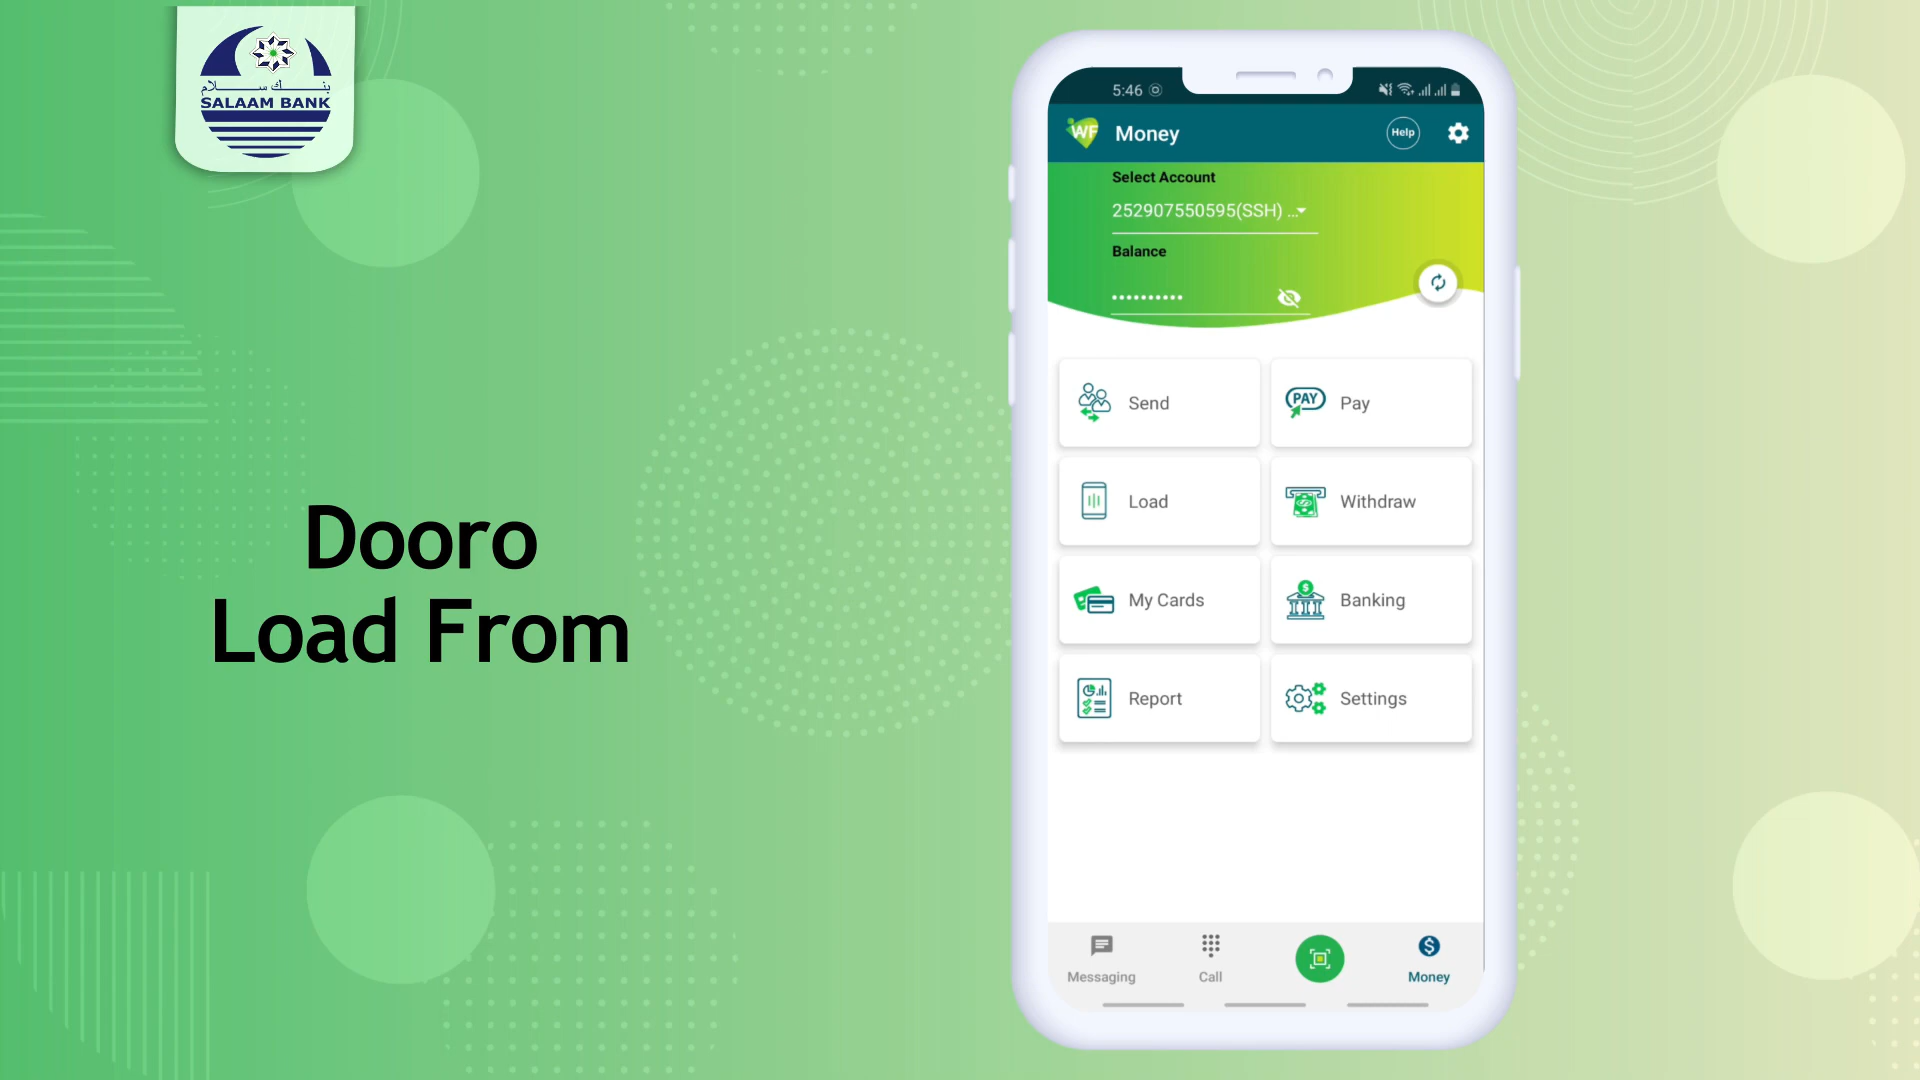 بنك سلام
SALAAM BANK
Dooro
Load From
5:46
WF
Money
Help
Select Account
252907550595(SSH) ...
Balance
••••••••••
Send
PAY
Pay
Load
Withdraw
My Cards
Banking
Report
Settings
Messaging
Call
Money